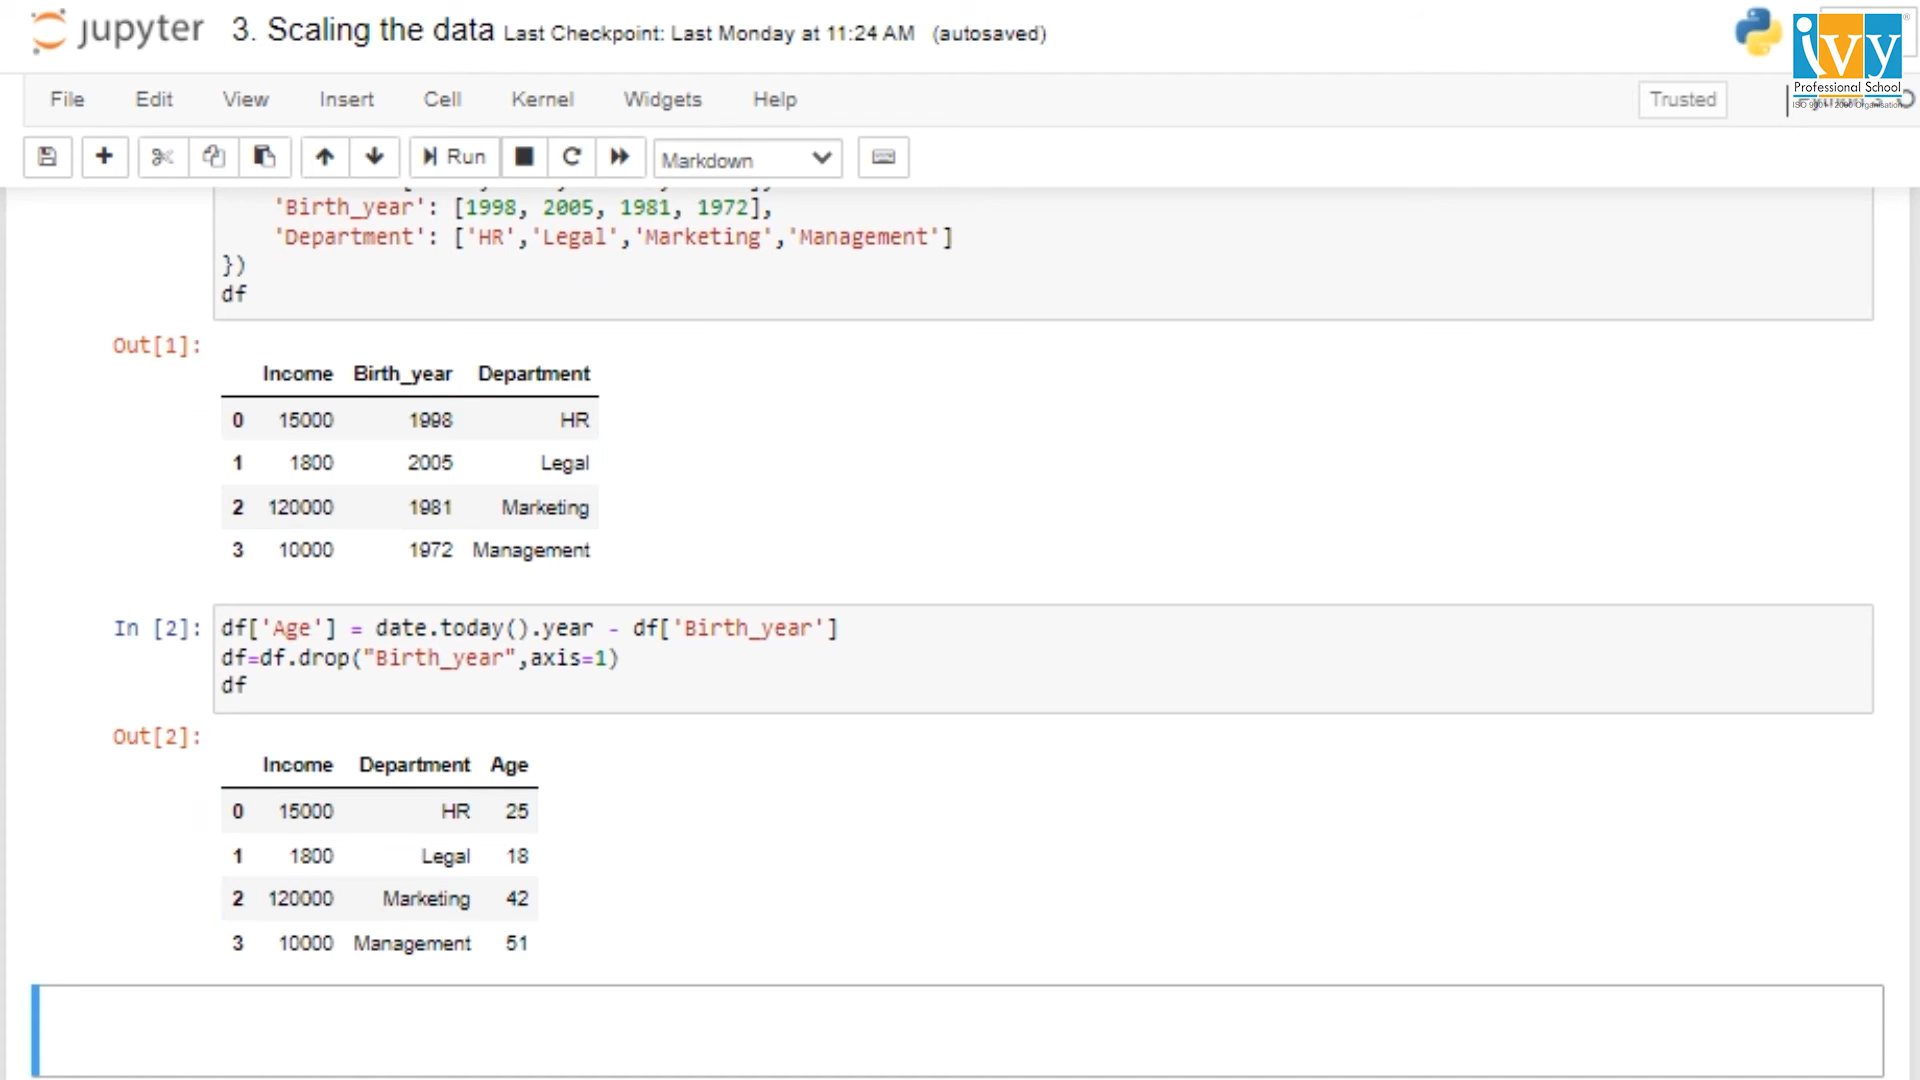 jupyter 3. Scaling the data Last Checkpoint: Last Monday at 11:24 AM (autosaved)
ivy
Professional School
File Edit View Insert Cell Kernel Widgets Help Trusted
Run Markdown
'Birth_year': [1998, 2005, 1981, 1972],
'Department': ['HR','Legal','Marketing','Management']
})
df
Out[1]:
Income Birth_year Department
0 15000 1998 HR
1 1800 2005 Legal
2 120000 1981 Marketing
3 10000 1972 Management
In [2]: df['Age'] = date.today().year - df['Birth_year']
df=df.drop("Birth_year",axis=1)
df
Out[2]:
Income Department Age
0 15000 HR 25
1 1800 Legal 18
2 120000 Marketing 42
3 10000 Management 51